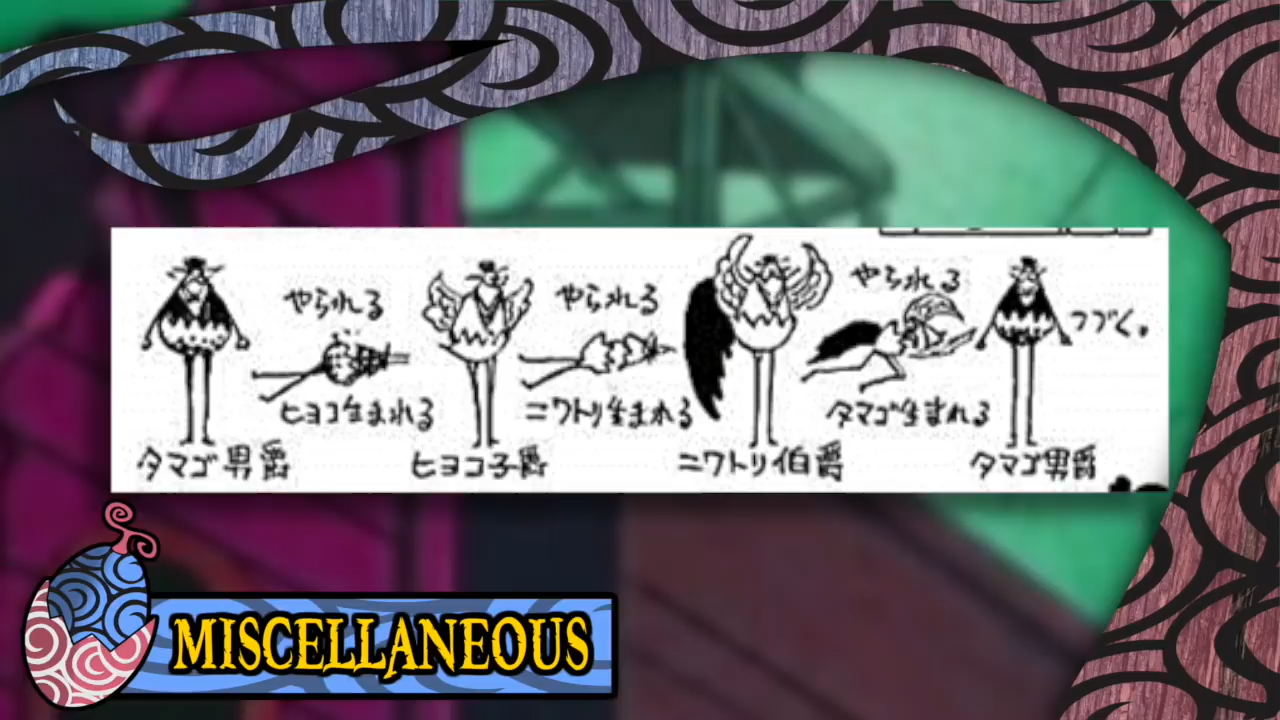 やられる
やられる
やられる
つづく。
ヒヨコ生まれる
ニワトリ生まれる
タマゴ生まれる
タマゴ男爵
ヒヨコ子爵
ニワトリ伯爵
タマゴ男爵
MISCELLANEOUS